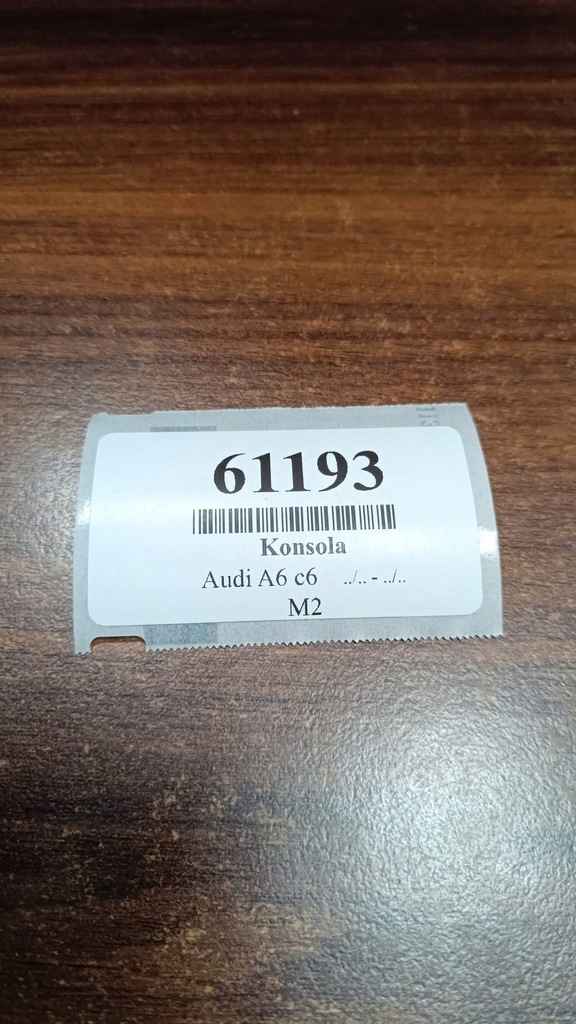 61193
Konsola
Audi A6 c6 ../.. - ../..
M2